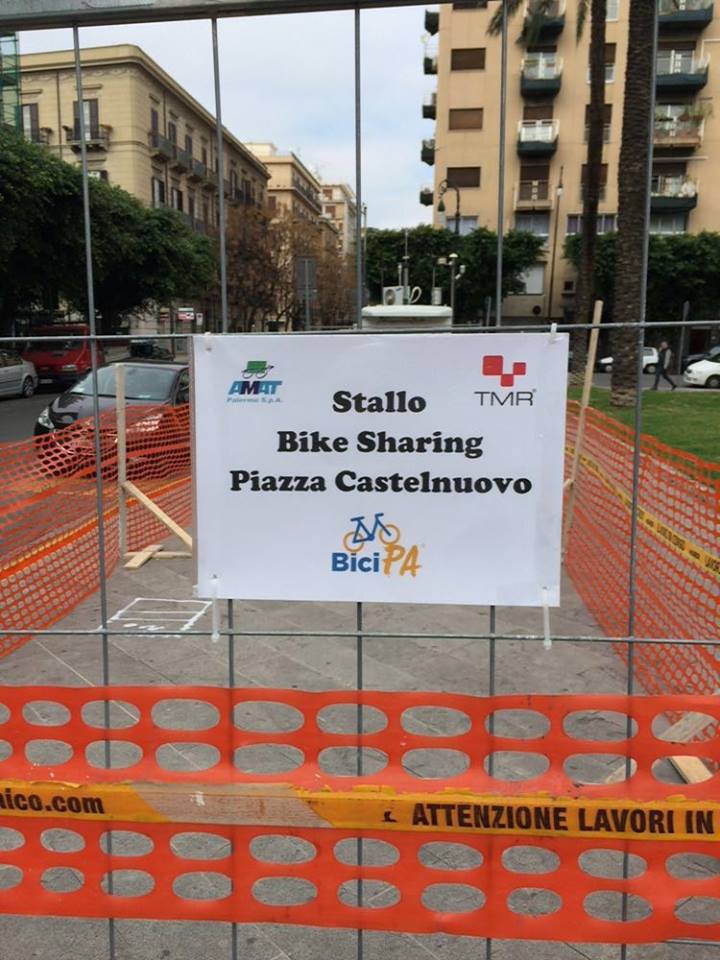 AMAT
Palermo S.p.A.
TMR
Stallo
Bike Sharing
Piazza Castelnuovo
BiciPA
nico.com
ATTENZIONE LAVORI IN